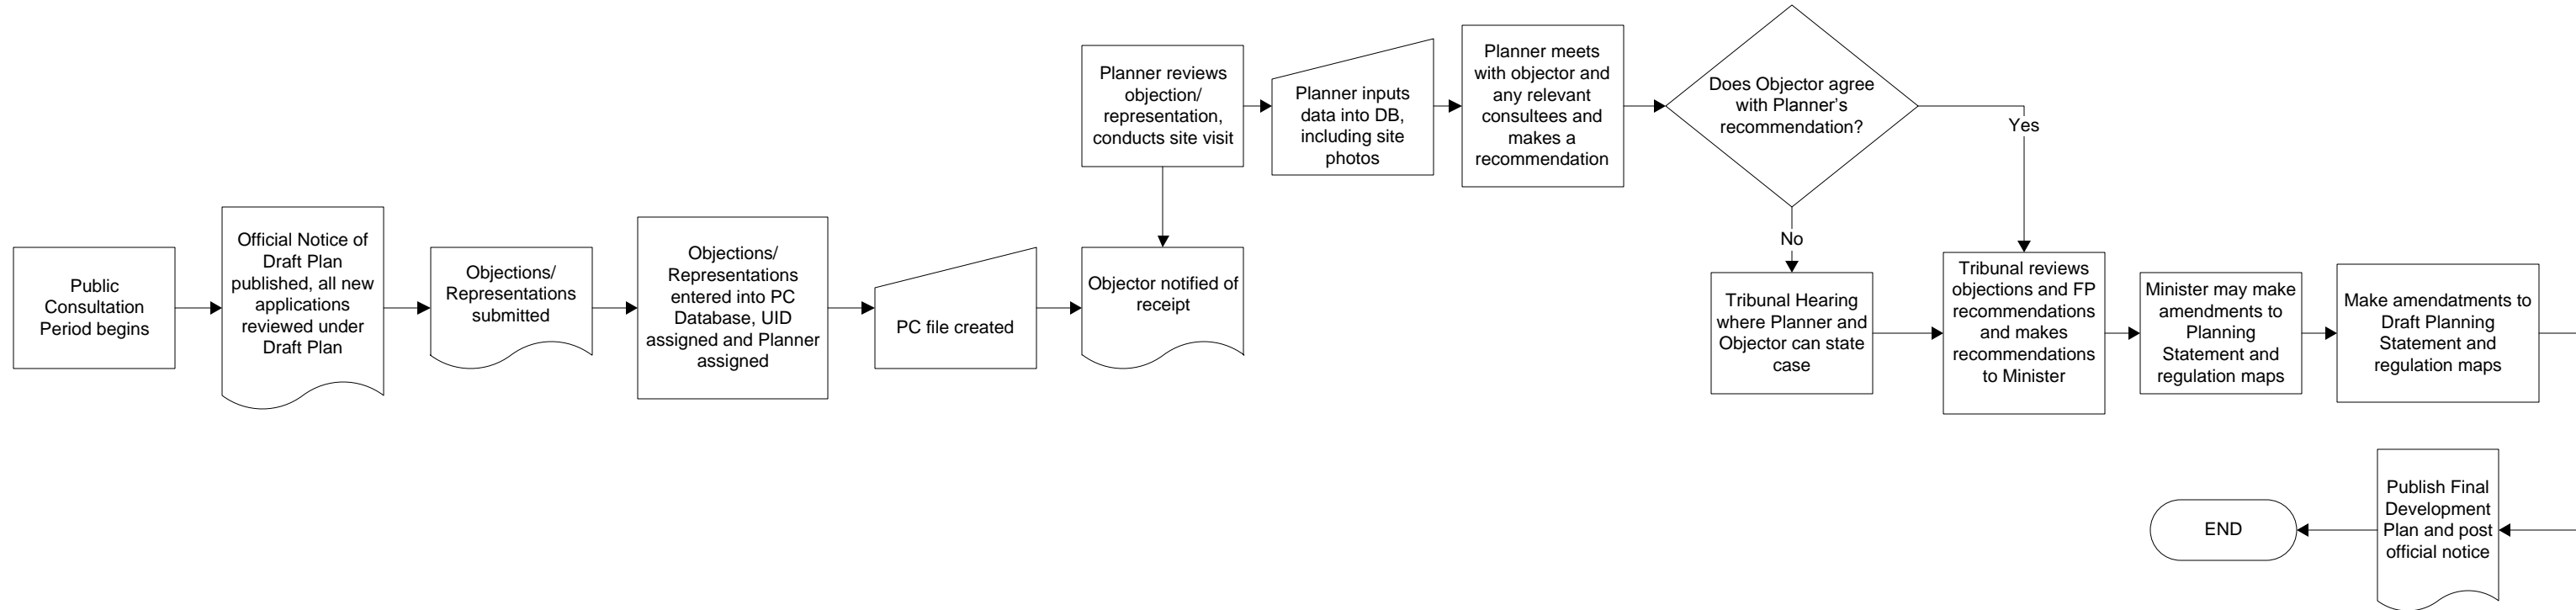 Public
Consultation
Period begins
Official Notice of
Draft Plan
published, all new
applications
reviewed under
Draft Plan
Objections/
Representations
submitted
Objections/
Representations
entered into PC
Database, UID
assigned and Planner
assigned
PC file created
Objector notified of
receipt
Planner reviews
objection/
representation,
conducts site visit
Planner inputs
data into DB,
including site
photos
Planner meets
with objector and
any relevant
consultees and
makes a
recommendation
Does Objector agree
with Planner’s
recommendation?
Yes
No
Tribunal Hearing
where Planner and
Objector can state
case
Tribunal reviews
objections and FP
recommendations
and makes
recommendations
to Minister
Minister may make
amendments to
Planning
Statement and
regulation maps
Make amendatments to
Draft Planning
Statement and
regulation maps
Publish Final
Development
Plan and post
official notice
END